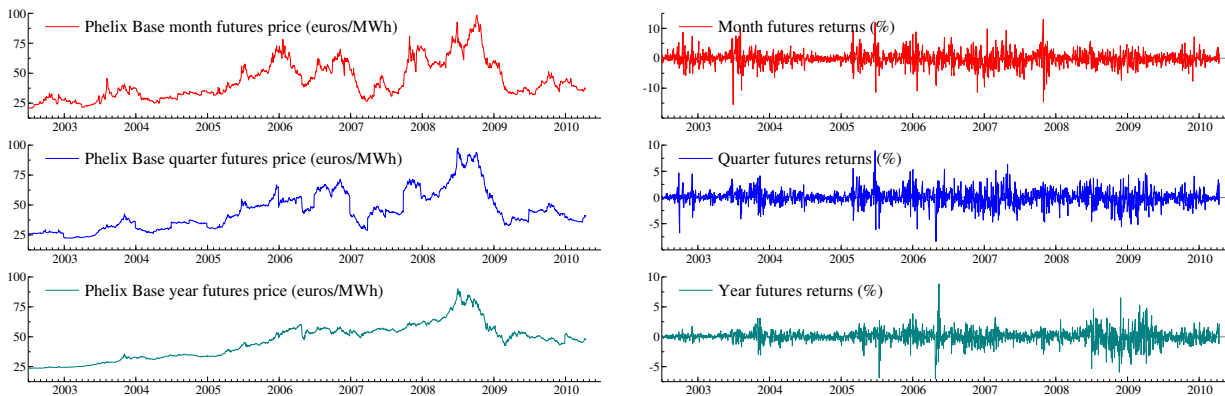 100 Phelix Base month futures price (euros/MWh)
75
50
25
2003 2004 2005 2006 2007 2008 2009 2010
100 Phelix Base quarter futures price (euros/MWh)
75
50
25
2003 2004 2005 2006 2007 2008 2009 2010
100 Phelix Base year futures price (euros/MWh)
75
50
25
2003 2004 2005 2006 2007 2008 2009 2010
Month futures returns (%)
10
0
-10
2003 2004 2005 2006 2007 2008 2009 2010
10 Quarter futures returns (%)
5
0
-5
2003 2004 2005 2006 2007 2008 2009 2010
10 Year futures returns (%)
5
0
-5
2003 2004 2005 2006 2007 2008 2009 2010